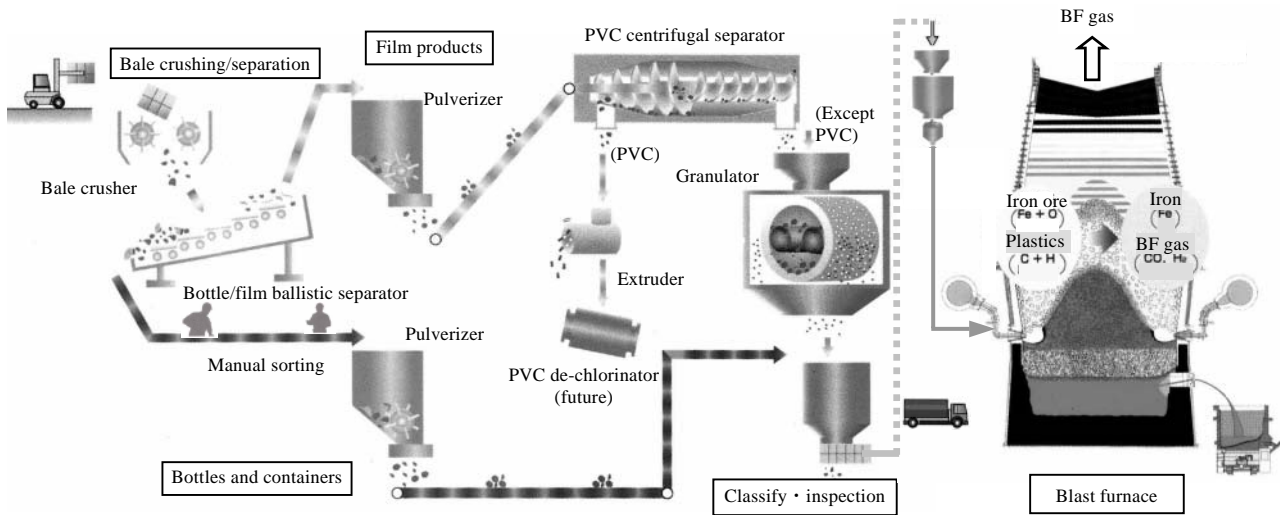 BF gas
Film products
PVC centrifugal separator
Bale crushing/separation
Pulverizer
(Except
PVC)
(PVC)
Bale crusher
Granulator
Iron ore
(Fe + O)
Iron
(Fe)
Plastics
(C + H)
BF gas
(CO. H₂)
Extruder
Bottle/film ballistic separator
Pulverizer
Manual sorting
PVC de-chlorinator
(future)
Bottles and containers
Classify・inspection
Blast furnace